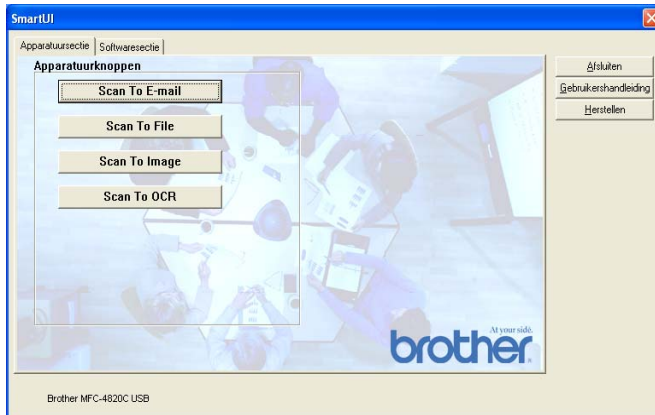 SmartUI
Apparatuursectie
Softwaresectie
Apparatuurknoppen
Scan To E-mail
Scan To File
Scan To Image
Scan To OCR
Afsluiten
Gebruikershandleiding
Herstellen
At your side.
brother.
Brother MFC-4820C USB